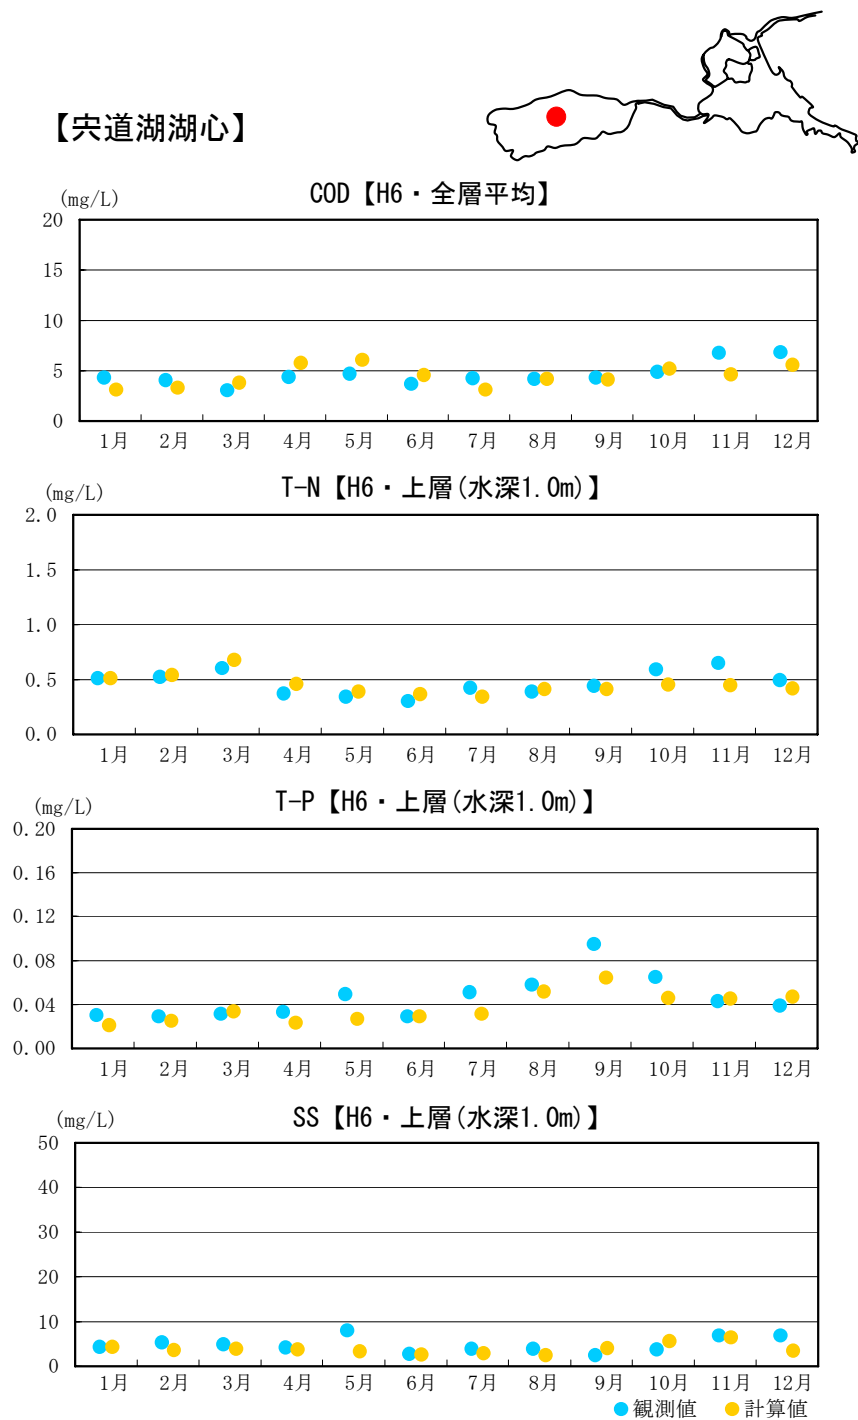 【宍道湖湖心】
(mg/L)
COD【H6・全層平均】
20
15
10
5
0
1月 2月 3月 4月 5月 6月 7月 8月 9月 10月 11月 12月
(mg/L)
T-N【H6・上層(水深1.0m)】
2.0
1.5
1.0
0.5
0.0
1月 2月 3月 4月 5月 6月 7月 8月 9月 10月 11月 12月
(mg/L)
T-P【H6・上層(水深1.0m)】
0.20
0.16
0.12
0.08
0.04
0.00
1月 2月 3月 4月 5月 6月 7月 8月 9月 10月 11月 12月
(mg/L)
SS【H6・上層(水深1.0m)】
50
40
30
20
10
0
1月 2月 3月 4月 5月 6月 7月 8月 9月 10月 11月 12月
観測値 計算値